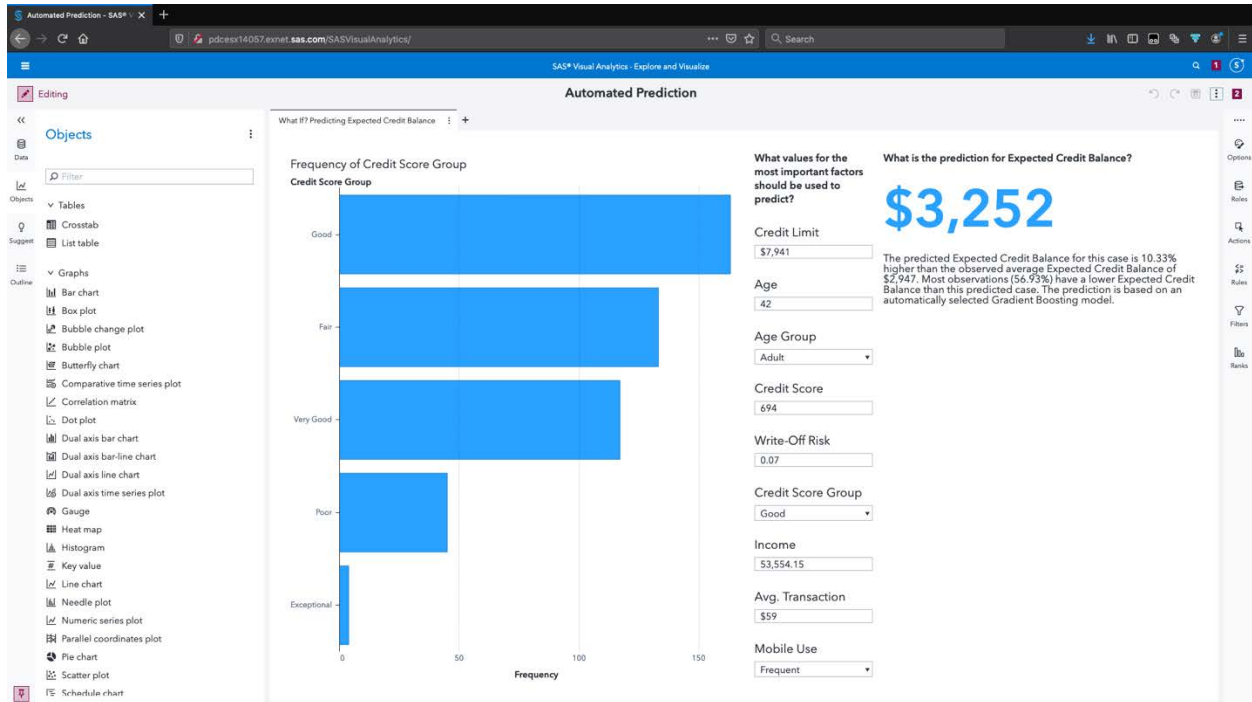 Automated Prediction - SAS®
pdcesx14057.exnet.sas.com/SASVisualAnalytics/
Search
SAS® Visual Analytics - Explore and Visualize
1
Editing
Automated Prediction
2
Data
Objects
Suggest
Outline
Objects
Filter
Tables
Crosstab
List table
Graphs
Bar chart
Box plot
Bubble change plot
Bubble plot
Butterfly chart
Comparative time series plot
Correlation matrix
Dot plot
Dual axis bar chart
Dual axis bar-line chart
Dual axis line chart
Dual axis time series plot
Gauge
Heat map
Histogram
Key value
Line chart
Needle plot
Numeric series plot
Parallel coordinates plot
Pie chart
Scatter plot
Schedule chart
What If? Predicting Expected Credit Balance
Frequency of Credit Score Group
Credit Score Group
Good
Fair
Very Good
Poor
Exceptional
0 50 100 150
Frequency
What values for the
most important factors
should be used to
predict?
Credit Limit
$7,941
Age
42
Age Group
Adult
Credit Score
694
Write-Off Risk
0.07
Credit Score Group
Good
Income
53,554.15
Avg. Transaction
$59
Mobile Use
Frequent
What is the prediction for Expected Credit Balance?
$3,252
The predicted Expected Credit Balance for this case is 10.33%
higher than the observed average Expected Credit Balance of
$2,947. Most observations (56.93%) have a lower Expected Credit
Balance than this predicted case. The prediction is based on an
automatically selected Gradient Boosting model.
Options
Roles
Actions
Rules
Filters
Ranks